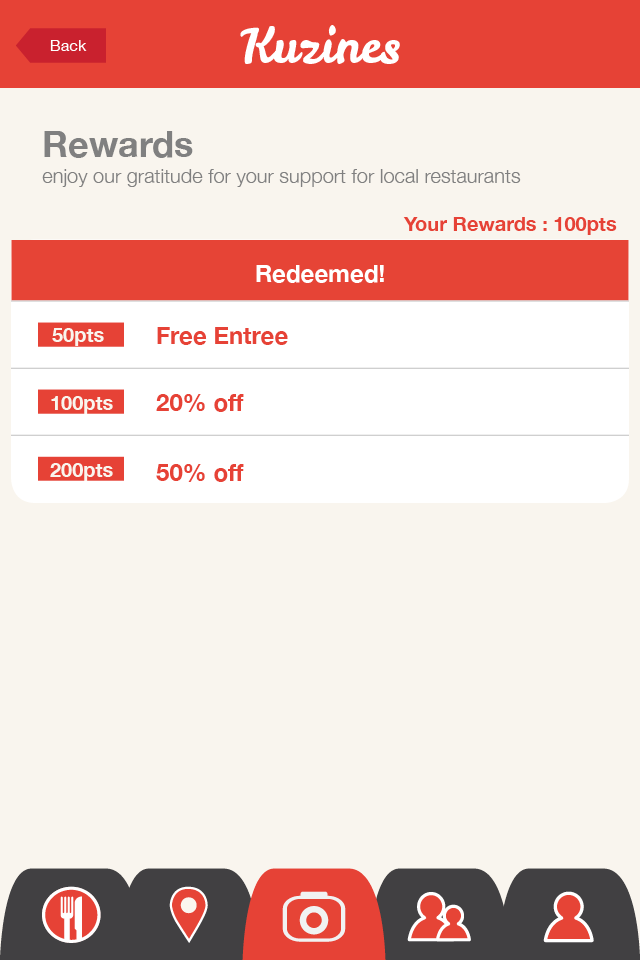 Back
Kuzines
Rewards
enjoy our gratitude for your support for local restaurants
Your Rewards : 100pts
Redeemed!
50pts Free Entree
100pts 20% off
200pts 50% off